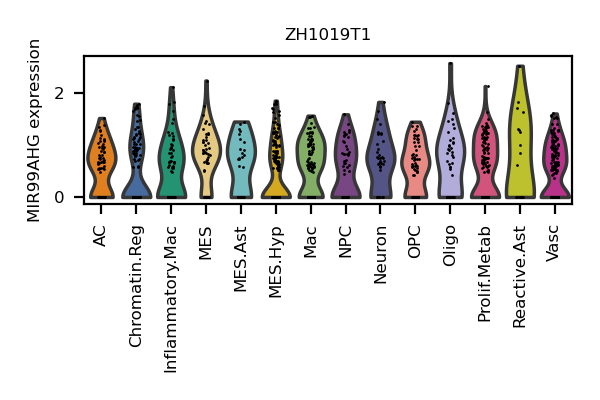 ZH1019T1
MIR99AHG expression
2
0
AC
Chromatin.Reg
Inflammatory.Mac
MES
MES.Ast
MES.Hyp
Mac
NPC
Neuron
OPC
Oligo
Prolif.Metab
Reactive.Ast
Vasc